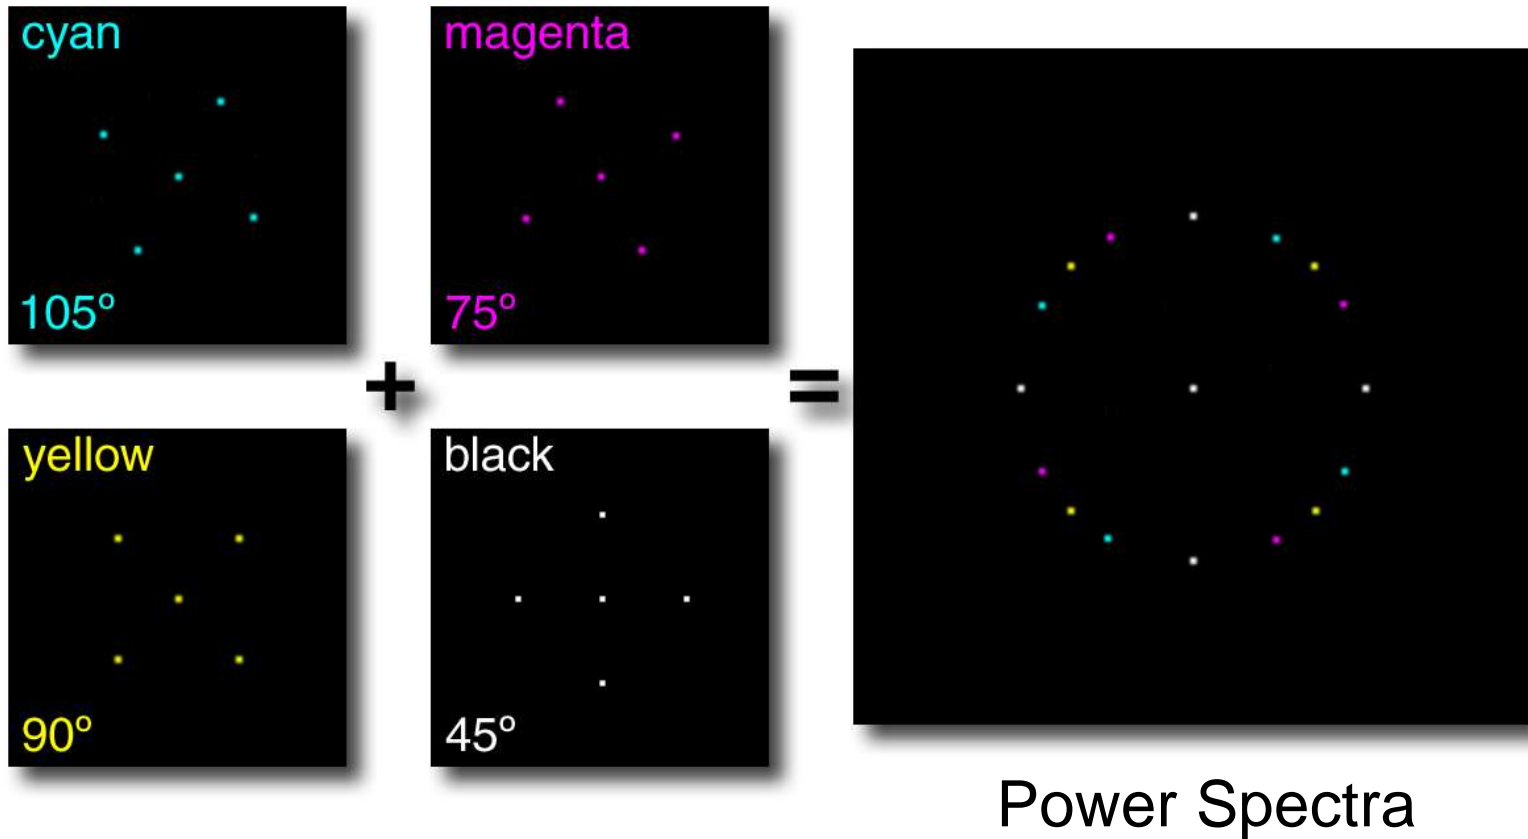 cyan
105º
magenta
75º
+
=
yellow
90º
black
45º
Power Spectra